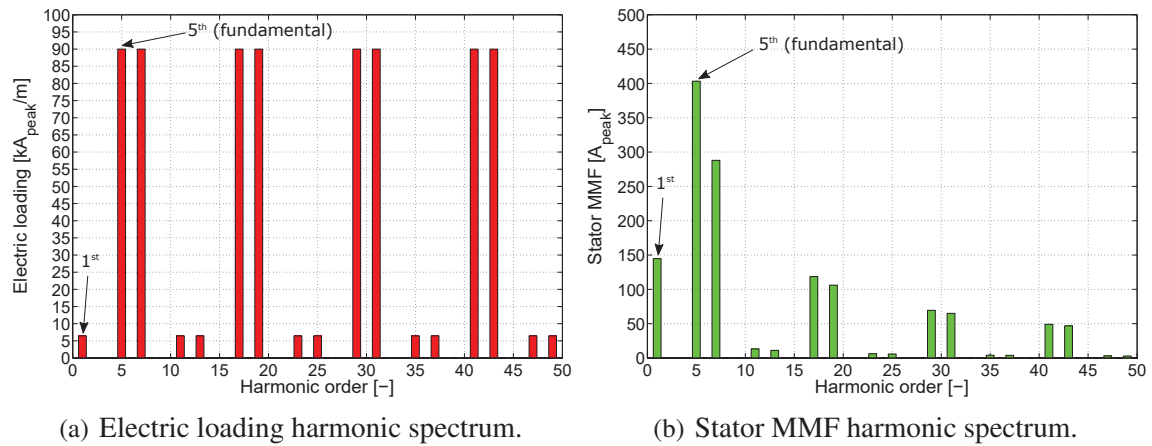 5th (fundamental)
1st
Electric loading [kApeak/m]
100
95
90
85
80
75
70
65
60
55
50
45
40
35
30
25
20
15
10
5
0
0 5 10 15 20 25 30 35 40 45 50
Harmonic order [−]
(a) Electric loading harmonic spectrum.
5th (fundamental)
1st
Stator MMF [Apeak]
500
450
400
350
300
250
200
150
100
50
0
0 5 10 15 20 25 30 35 40 45 50
Harmonic order [−]
(b) Stator MMF harmonic spectrum.